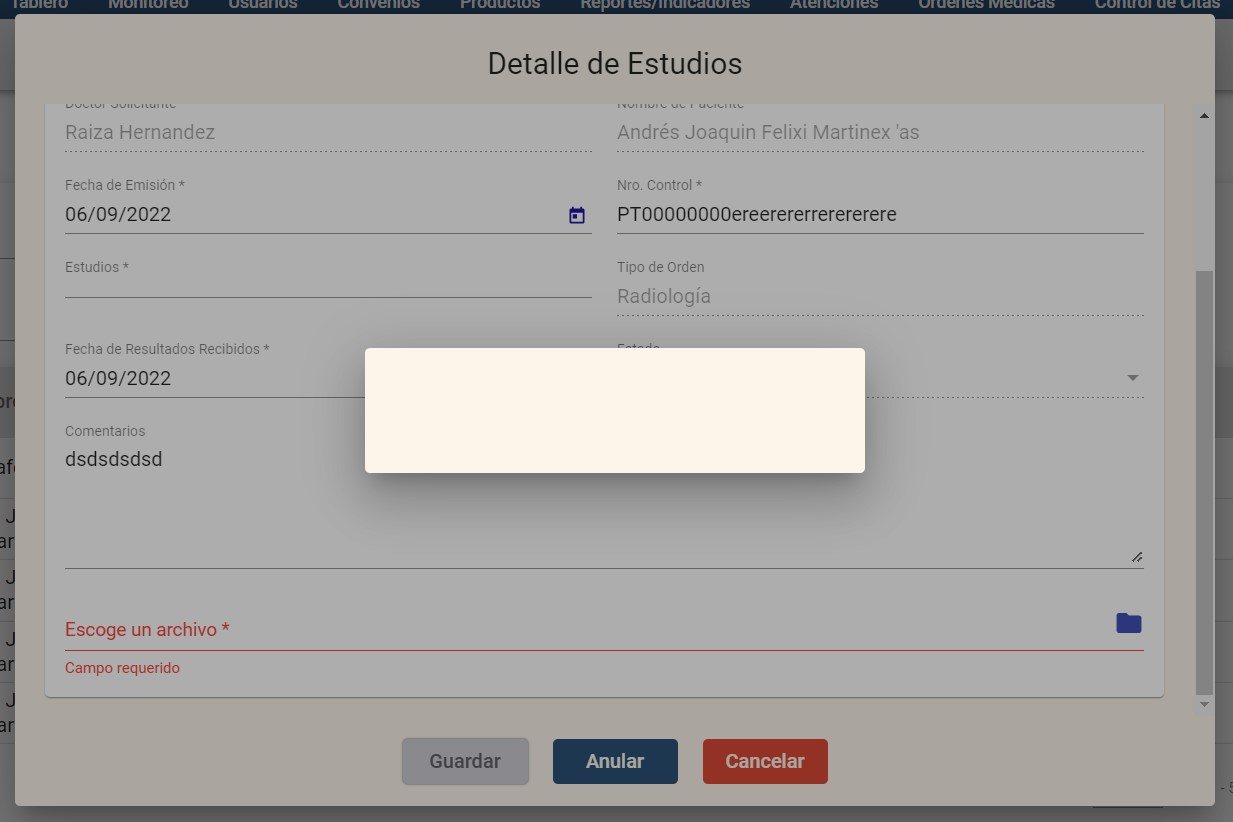 Tablero Monitoreo Usuarios Convenios Productos Reportes/Indicadores Atenciones Ordenes Médicas Control de Citas
Detalle de Estudios
Doctor Solicitante Nombre de Paciente
Raiza Hernandez Andrés Joaquin Felixi Martinex 'as
Fecha de Emisión * Nro. Control *
06/09/2022 PT00000000ereerererrerererere
Estudios * Tipo de Orden
Radiología
Fecha de Resultados Recibidos * Estado
06/09/2022
Comentarios
dsdsdsdsd
Escoge un archivo *
Campo requerido
Guardar Anular Cancelar